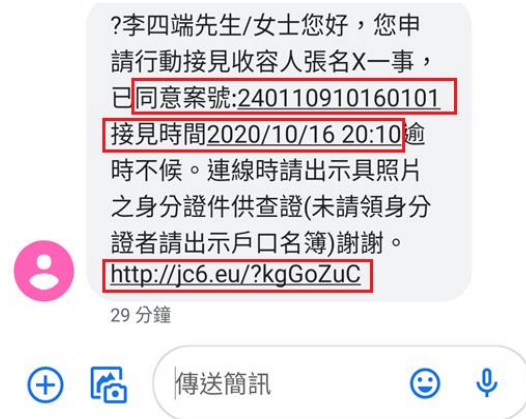 ?李四端先生/女士您好，您申
請行動接見收容人張名X一事，
已同意案號:240110910160101
接見時間2020/10/16 20:10逾
時不候。連線時請出示具照片
之身分證件供查證(未請領身分
證者請出示戶口名簿)謝謝。
http://jc6.eu/?kgGoZuC
29 分鐘
傳送簡訊